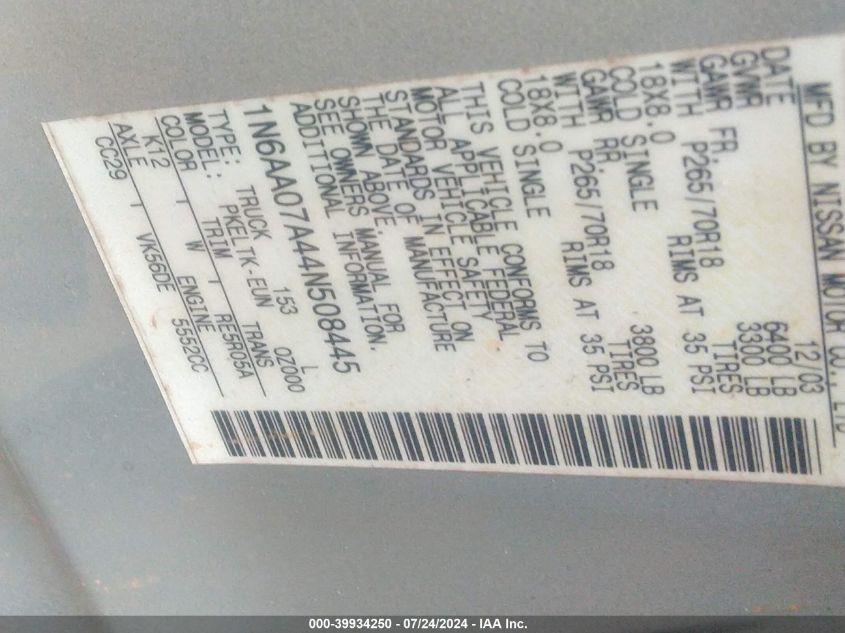 MFD BY NISSAN MOTOR CO., LTD
DATE 12/03
GVWR 6400 LB
GAWR FR. 3300 LB
WITH P265/70R18 TIRES
18X8.0 RIMS AT 35 PSI
COLD SINGLE
GAWR RR. 3800 LB
WITH P265/70R18 TIRES
18X8.0 RIMS AT 35 PSI
COLD SINGLE
THIS VEHICLE CONFORMS TO
ALL APPLICABLE FEDERAL
MOTOR VEHICLE SAFETY
STANDARDS IN EFFECT ON
THE DATE OF MANUFACTURE
SHOWN ABOVE.
SEE OWNERS MANUAL FOR
ADDITIONAL INFORMATION.
1N6AA07A44N508445
TYPE: TRUCK 153 L
MODEL: PKELTK-EUN 0Z000
COLOR TRIM TRANS
K12 W RE5R05A
AXLE ENGINE
CC29 VK56DE 5552CC
000-39934250 - 07/24/2024 - IAA Inc.